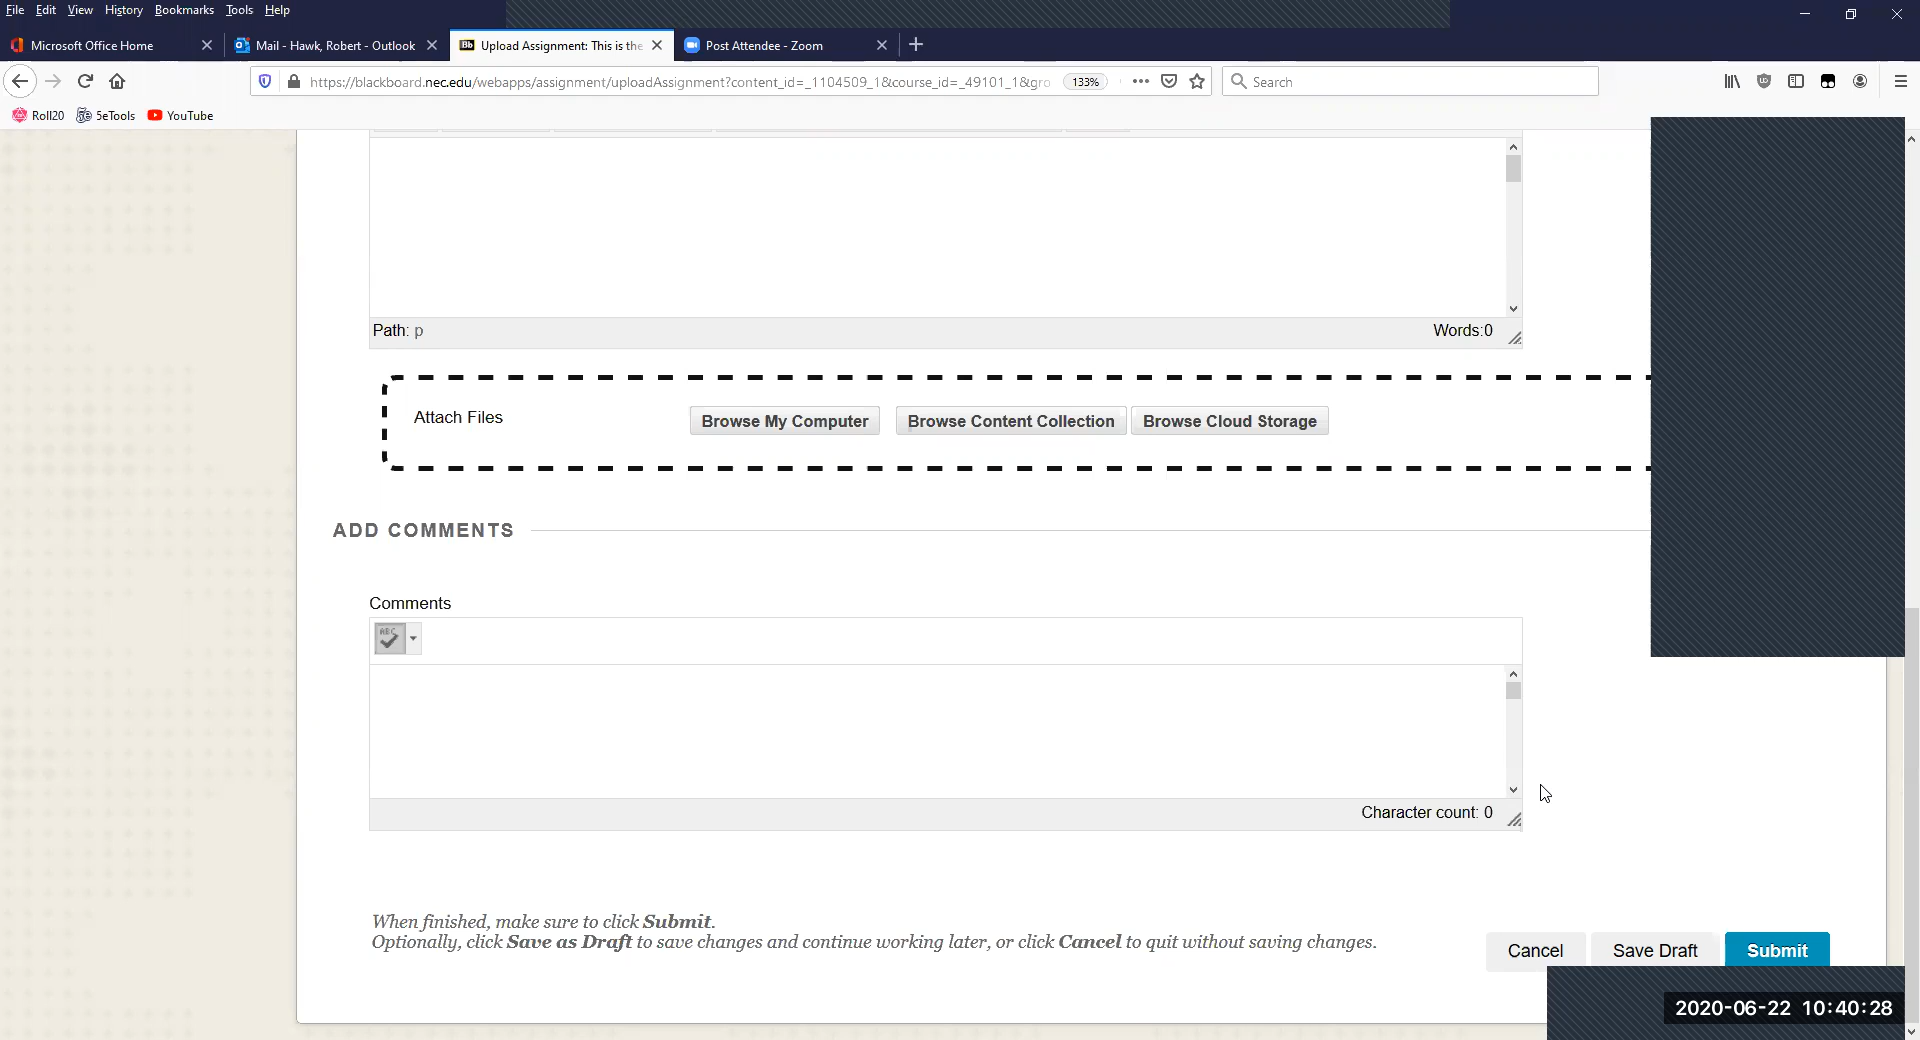 File Edit View History Bookmarks Tools Help
Microsoft Office Home Mail - Hawk, Robert - Outlook Upload Assignment: This is the Post Attendee - Zoom
https://blackboard.nec.edu/webapps/assignment/uploadAssignment?content_id=_1104509_1&course_id=_49101_1&gro 133% Search
Roll20 5eTools YouTube
Path: p Words:0
Attach Files Browse My Computer Browse Content Collection Browse Cloud Storage
ADD COMMENTS
Comments
ABC
Character count: 0
When finished, make sure to click Submit.
Optionally, click Save as Draft to save changes and continue working later, or click Cancel to quit without saving changes.
Cancel Save Draft Submit
2020-06-22 10:40:28